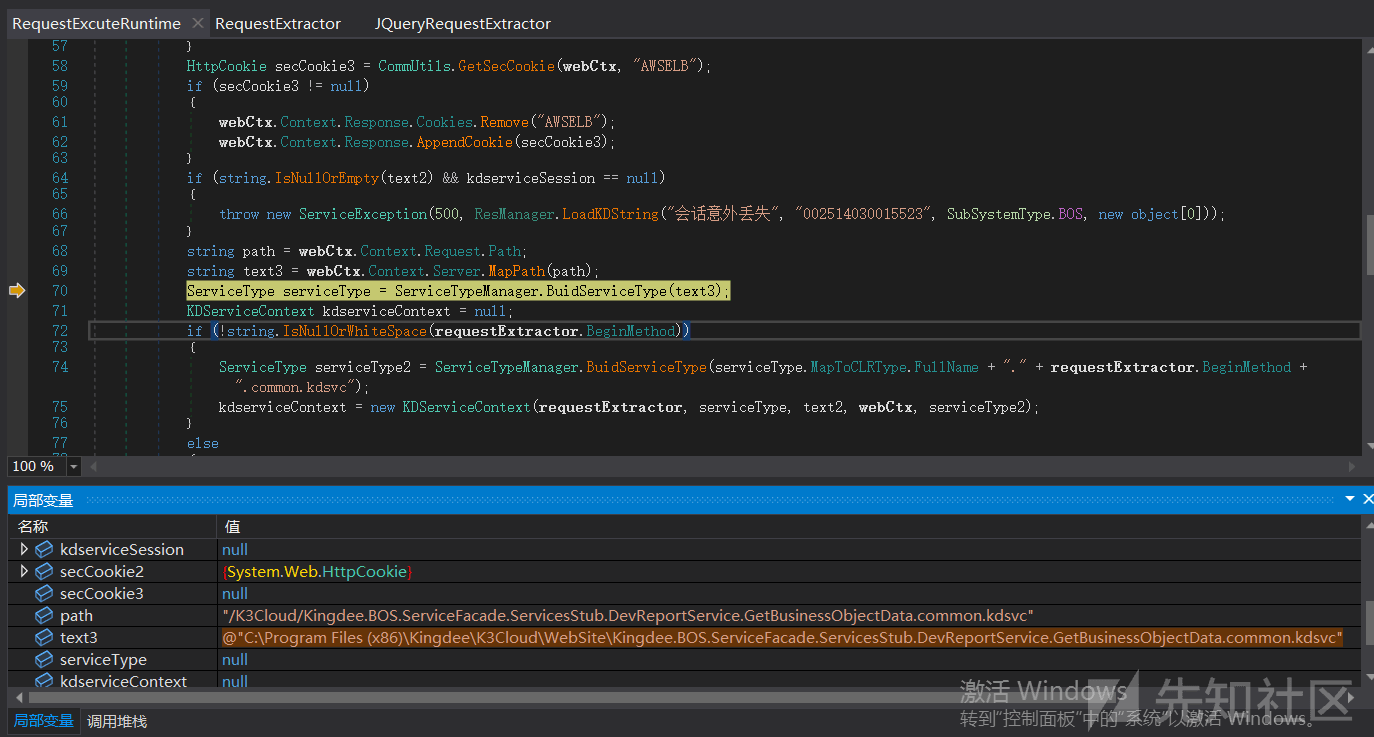 RequestExcuteRuntime × RequestExtractor JQueryRequestExtractor
57 }
58 HttpCookie secCookie3 = CommUtils.GetSecCookie(webCtx, "AWSELB");
59 if (secCookie3 != null)
60 {
61 webCtx.Context.Response.Cookies.Remove("AWSELB");
62 webCtx.Context.Response.AppendCookie(secCookie3);
63 }
64 if (string.IsNullOrEmpty(text2) && kdserviceSession == null)
65 {
66 throw new ServiceException(500, ResManager.LoadKDString("会话意外丢失", "002514030015523", SubSystemType.BOS, new object[0]));
67 }
68 string path = webCtx.Context.Request.Path;
69 string text3 = webCtx.Context.Server.MapPath(path);
70 ServiceType serviceType = ServiceTypeManager.BuidServiceType(text3);
71 KDServiceContext kdserviceContext = null;
72 if (!string.IsNullOrWhiteSpace(requestExtractor.BeginMethod))
73 {
74 ServiceType serviceType2 = ServiceTypeManager.BuidServiceType(serviceType.MapToCLRType.FullName + "." + requestExtractor.BeginMethod +
".common.kdsvc");
75 kdserviceContext = new KDServiceContext(requestExtractor, serviceType, text2, webCtx, serviceType2);
76 }
77 else
78 {
100 %
局部变量
名称 值
kdserviceSession null
secCookie2 {System.Web.HttpCookie}
secCookie3 null
path "/K3Cloud/Kingdee.BOS.ServiceFacade.ServicesStub.DevReportService.GetBusinessObjectData.common.kdsvc"
text3 @"C:\Program Files (x86)\Kingdee\K3Cloud\WebSite\Kingdee.BOS.ServiceFacade.ServicesStub.DevReportService.GetBusinessObjectData.common.kdsvc"
serviceType null
kdserviceContext null
激活 Windows
转到"控制面板"中的"系统"以激活 Windows。
先知社区
局部变量 调用堆栈